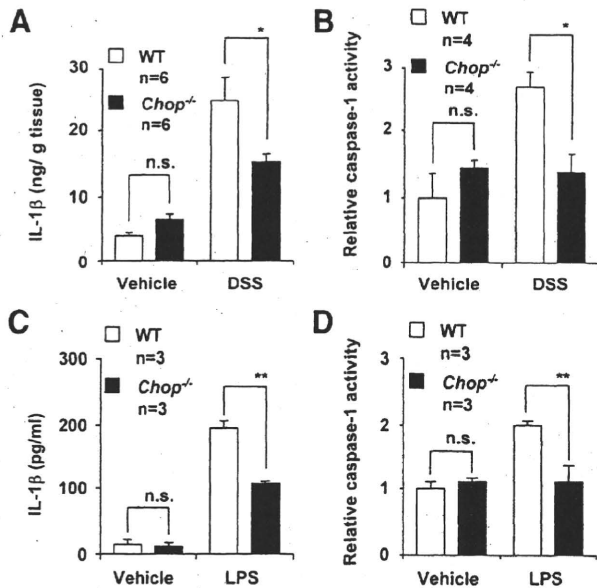 A
WT
n=6
Chop-/-
n=6
IL-1β (ng/ g tissue)
30
20
10
0
n.s.
*
Vehicle
DSS
B
WT
n=4
Chop-/-
n=4
Relative caspase-1 activity
3
2
1
0
n.s.
*
Vehicle
DSS
C
WT
n=3
Chop-/-
n=3
IL-1β (pg/ml)
300
200
100
0
n.s.
**
Vehicle
LPS
D
WT
n=3
Chop-/-
n=3
Relative caspase-1 activity
3
2
1
0
n.s.
**
Vehicle
LPS